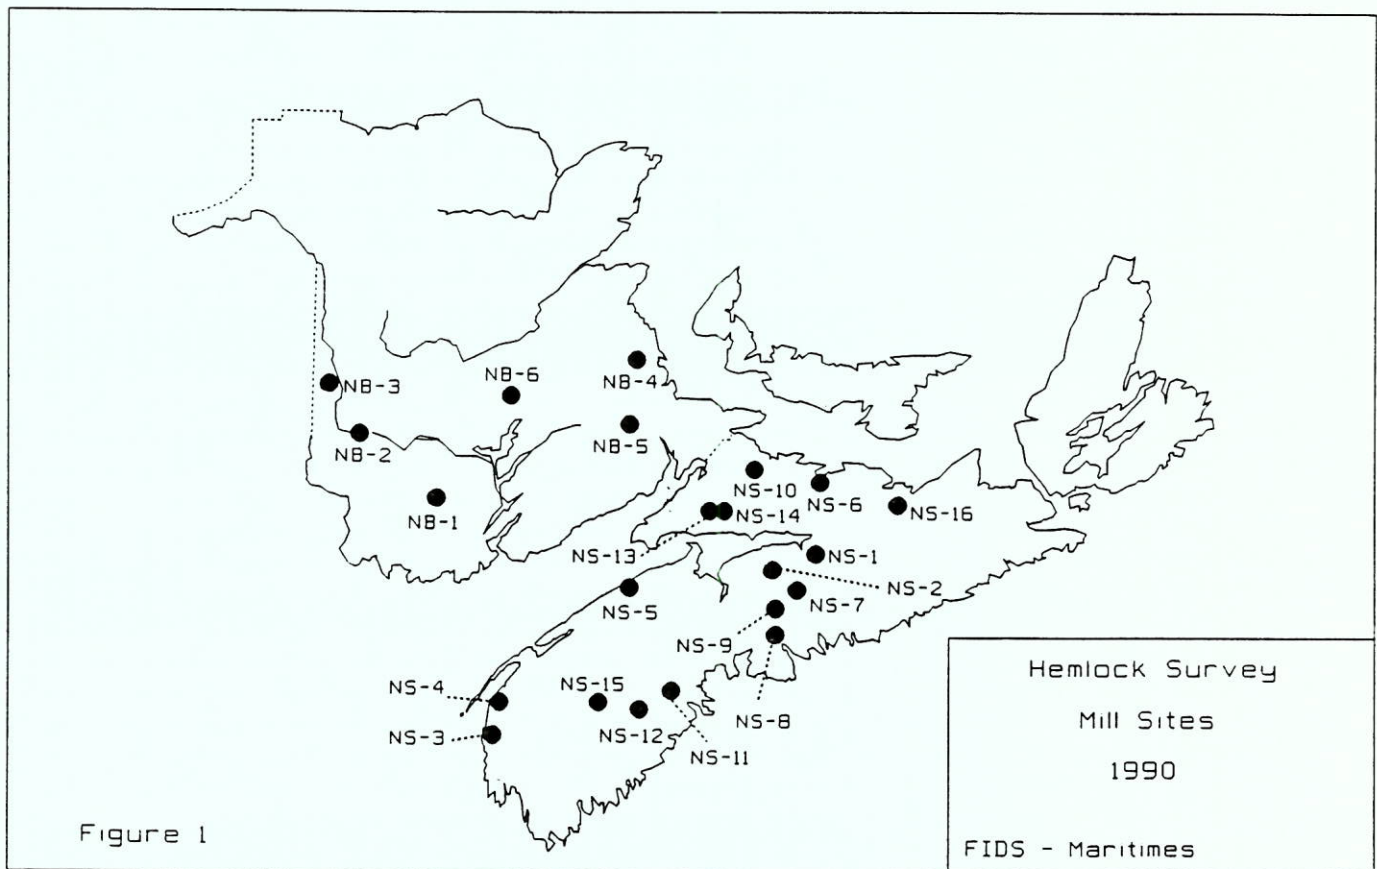 NB-3
NB-6
NB-4
NB-2
NB-5
NB-1
NS-10
NS-6
NS-14
NS-16
NS-13
NS-1
NS-2
NS-5
NS-7
NS-9
NS-4
NS-15
NS-8
NS-3
NS-12
NS-11
Hemlock Survey
Mill Sites
1990
FIDS - Maritimes
Figure 1